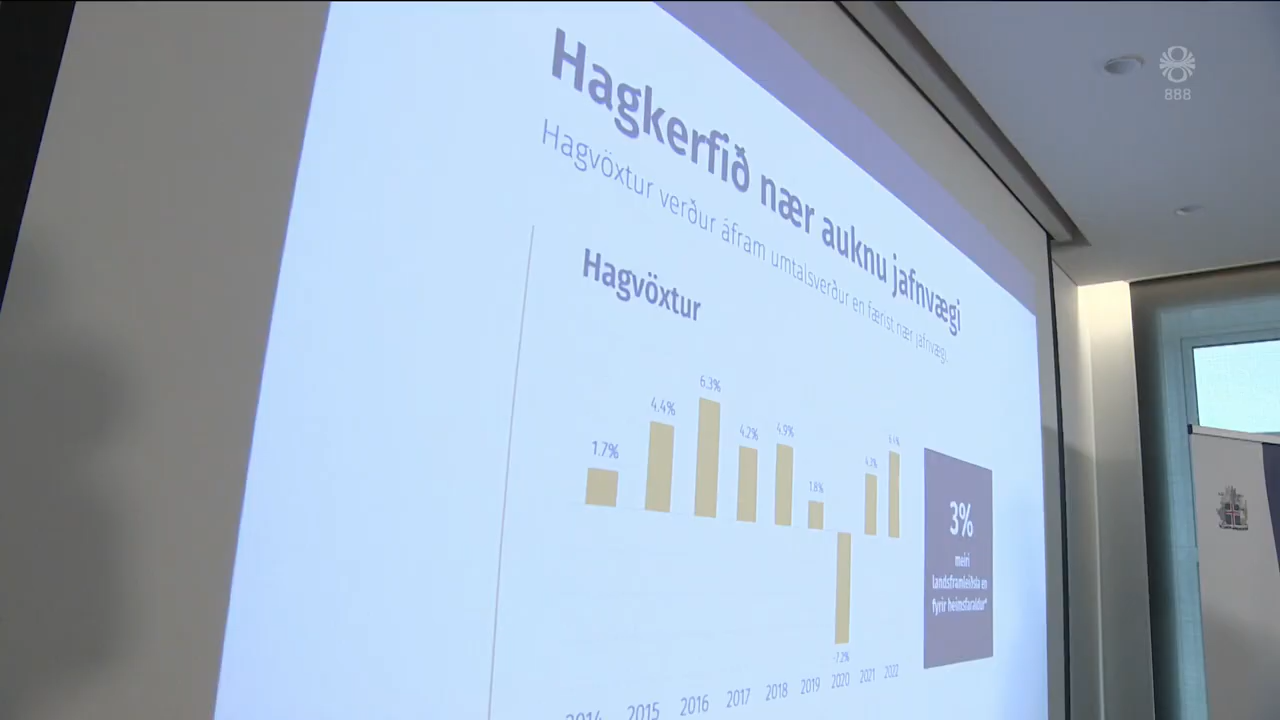 888
Hagkerfið nær auknu jafnvægi
Hagvöxtur verður áfram umtalsverður en færist nær jafnvægi.
Hagvöxtur
1.7%
4.4%
6.3%
4.2%
4.9%
1.8%
-7.2%
4.3%
3%
meiri
landsframleiðsla en
fyrir heimsfaraldur*
2014 2015 2016 2017 2018 2019 2020 2021 2022